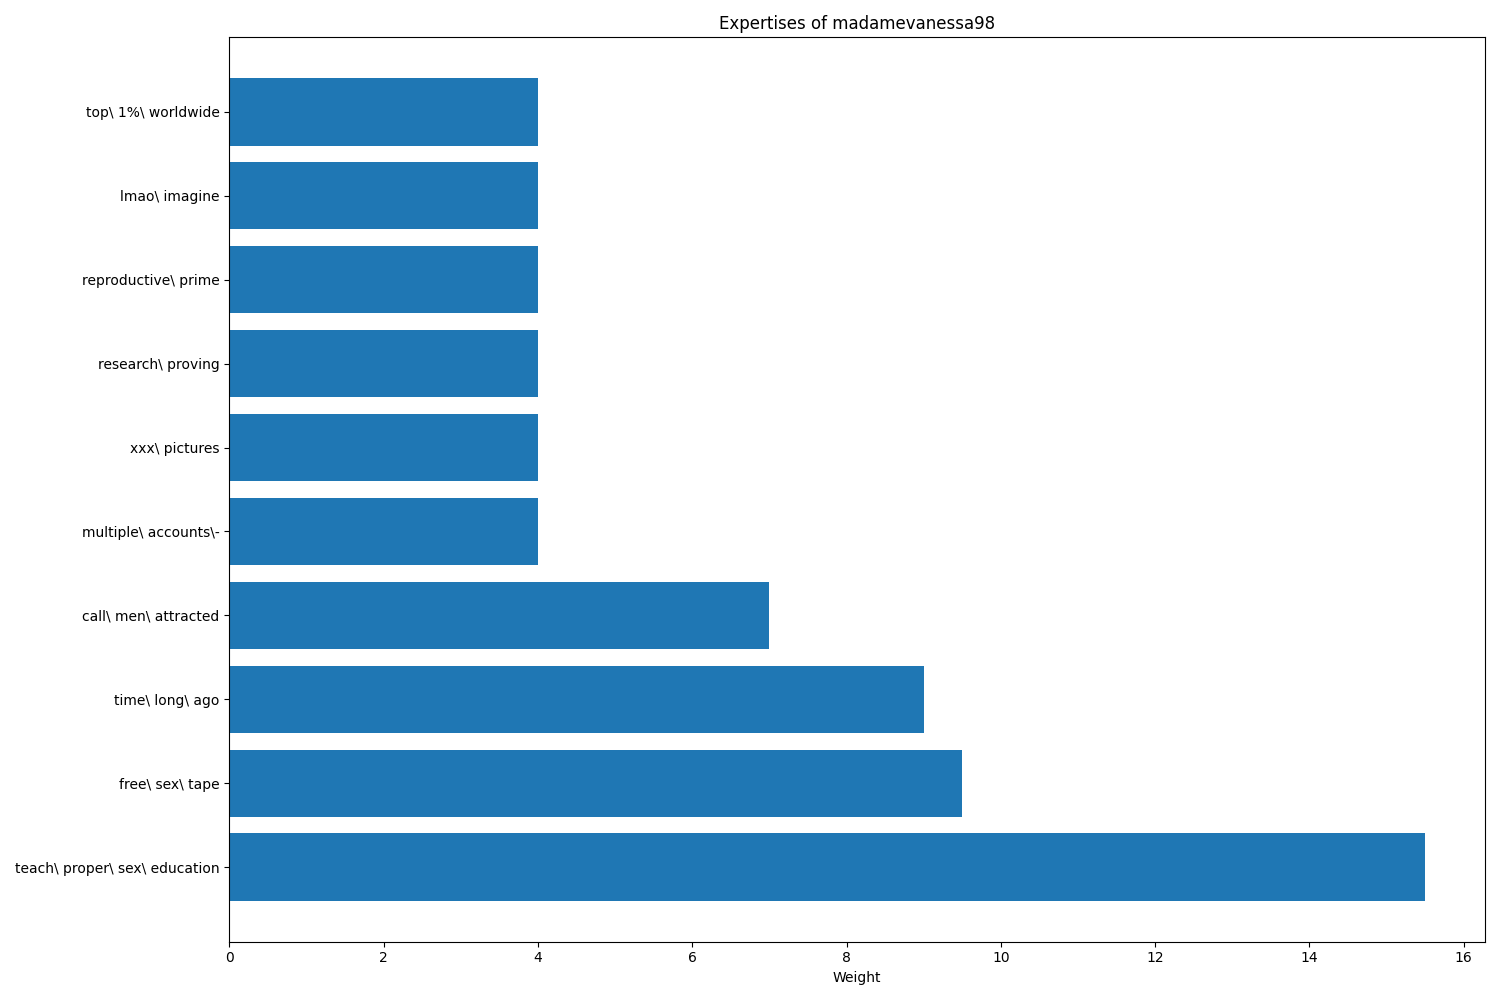 Expertises of madamevanessa98
top\ 1%\ worldwide
lmao\ imagine
reproductive\ prime
research\ proving
xxx\ pictures
multiple\ accounts\-
call\ men\ attracted
time\ long\ ago
free\ sex\ tape
teach\ proper\ sex\ education
0 2 4 6 8 10 12 14 16
Weight